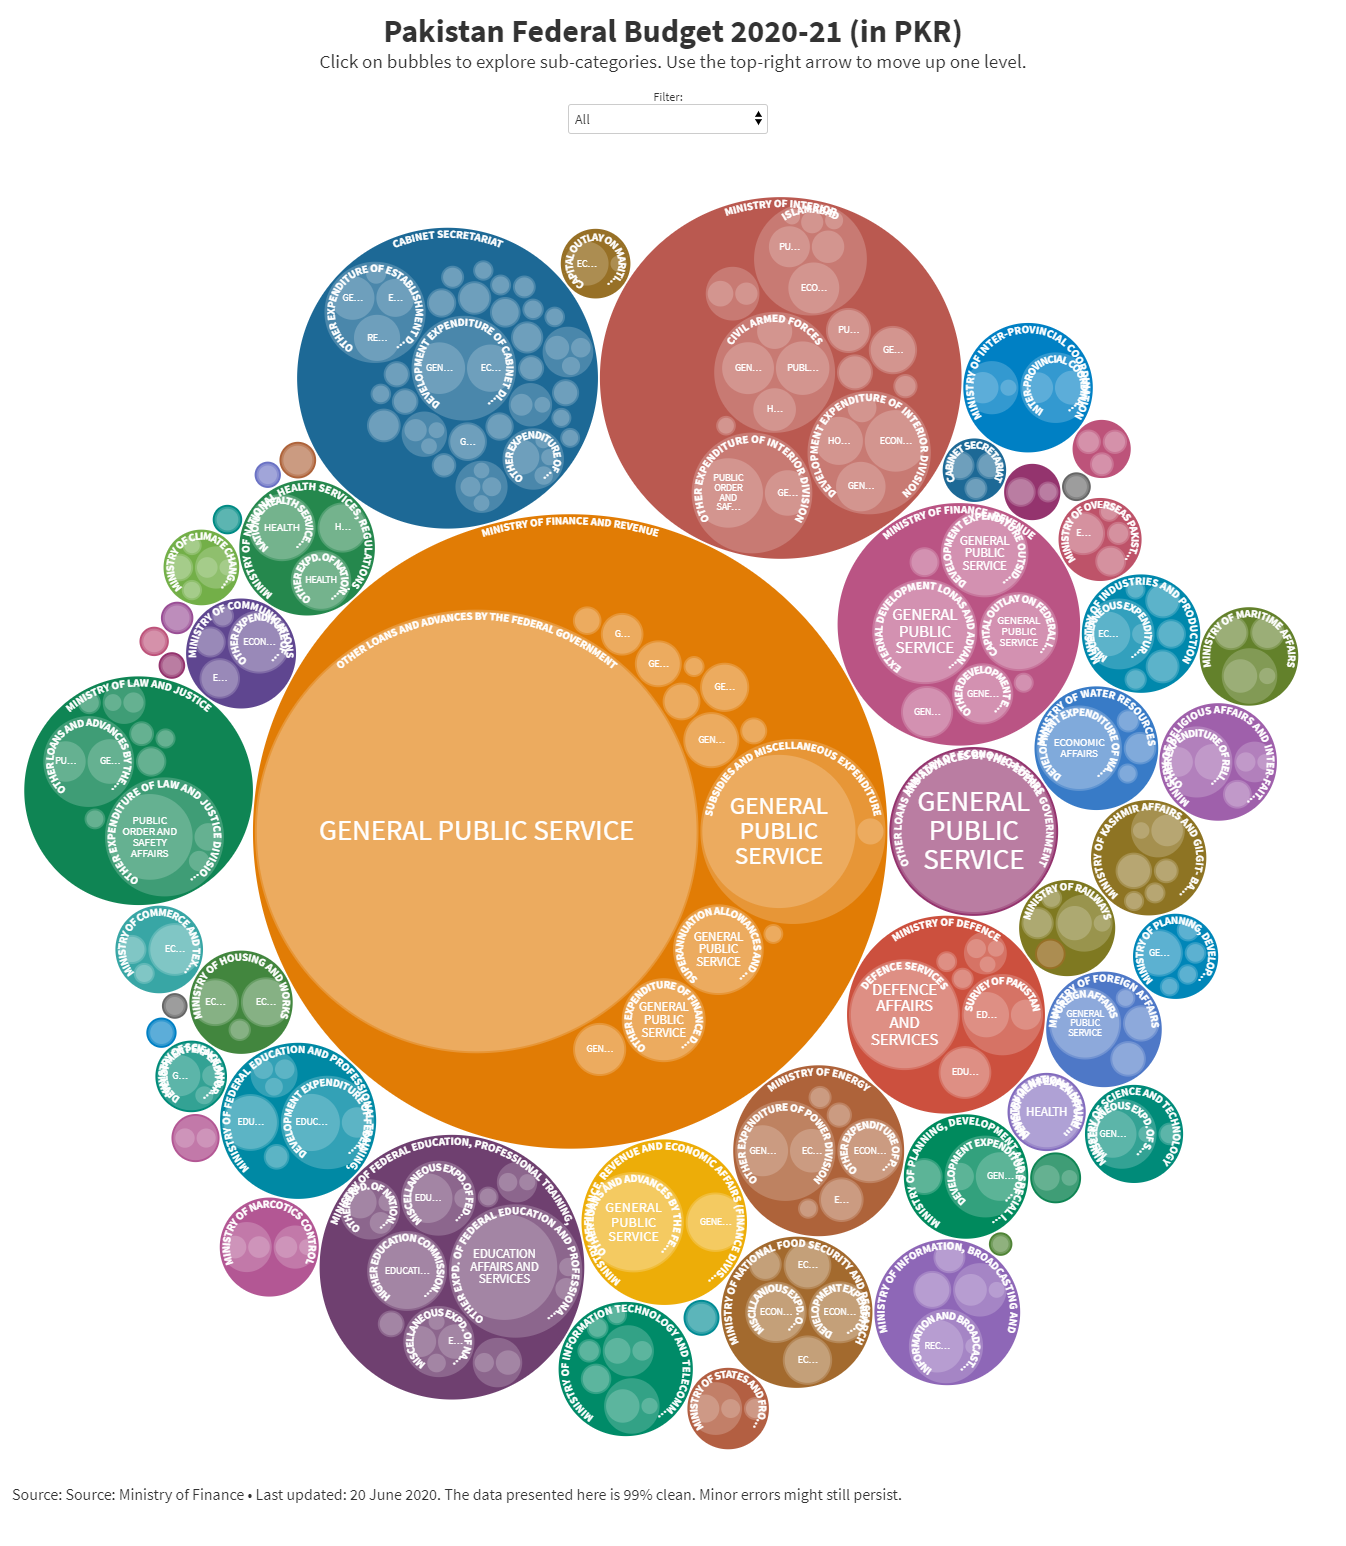 Pakistan Federal Budget 2020-21 (in PKR)
Click on bubbles to explore sub-categories. Use the top-right arrow to move up one level.
Filter:
All
CABINET SECRETARIAT
OTHER EXPENDITURE OF ESTABLISHMENT D...
GE...
E...
RE...
DEVELOPMENT EXPENDITURE OF CABINET DI...
GEN...
EC...
G...
OTHER EXPENDITURE OF...
CAPITAL OUTLAY ON MARITI...
EC...
MINISTRY OF INTERIOR
ISLAMABAD
PU...
ECO...
CIVIL ARMED FORCES
GEN...
PUBL...
H...
PU...
GE...
DEVELOPMENT EXPENDITURE OF INTERIOR DIVISION
HO...
ECON...
GEN...
OTHER EXPENDITURE OF INTERIOR DIVISION
PUBLIC
ORDER
AND
SAF...
GE...
MINISTRY OF INTER-PROVINCIAL COORDINATION
INTER-PROVINCIAL COORDINATION
CABINET SECRETARIAT
MINISTRY OF OVERSEAS PAKIST...
E...
MINISTRY OF NATIONAL HEALTH SERVICES, REGULATIONS
NATIONAL HEALTH SERVICE...
HEALTH
H...
OTHER EXPD. OF NATION...
HEALTH
MINISTRY OF CLIMATE CHANG...
MINISTRY OF COMMUNICATIONS
OTHER EXPENDITURE
ECON...
E...
MINISTRY OF FINANCE AND REVENUE
OTHER LOANS AND ADVANCES BY THE FEDERAL GOVERNMENT
GENERAL PUBLIC SERVICE
G...
GE...
GE...
GEN...
SUBSIDIES AND MISCELLANEOUS EXPENDITURE
GENERAL
PUBLIC
SERVICE
SUPERANNUATION ALLOWANCES AND ...
GENERAL
PUBLIC
SERVICE
OTHER EXPENDITURE OF FINANCE D...
GENERAL
PUBLIC
SERVICE
GEN...
MINISTRY OF FINANCE/REVENUE
DEVELOPMENT EXPENDITURE OUTSID...
GENERAL
PUBLIC
SERVICE
EXTERNAL DEVELOPMENT LONAS AND ADVAN...
GENERAL
PUBLIC
SERVICE
CAPITAL OUTLAY ON FEDERAL I...
GENERAL
PUBLIC
SERVICE
OTHER DEVELOPMENT E...
GENE...
GEN...
MINISTRY OF INDUSTRIES AND PRODUCTION
MISCELLANEOUS EXPENDITUR...
EC...
MINISTRY OF MARITIME AFFAIRS
MINISTRY OF WATER RESOURCES
DEVELOPMENT EXPENDITURE OF WA...
ECONOMIC
AFFAIRS
MINISTRY OF RELIGIOUS AFFAIRS AND INTER-FAIT...
EXPENDITURE OF RELI...
OTHER LOANS AND ADVANCES BY THE FEDERAL GOVERNMENT
GENERAL
PUBLIC
SERVICE
MINISTRY OF KASHMIR AFFAIRS AND GILGIT- BA...
MINISTRY OF RAILWAYS
MINISTRY OF PLANNING, DEVELOP...
GE...
MINISTRY OF FOREIGN AFFAIRS
FOREIGN AFFAIRS
GENERAL
PUBLIC
SERVICE
MINISTRY OF DEFENCE
DEFENCE SERVICES
DEFENCE
AFFAIRS
AND
SERVICES
SURVEY OF PAKISTAN
ED...
EDU...
MINISTRY OF LAW AND JUSTICE
OTHER LOANS AND ADVANCES BY THE...
PU...
GE...
OTHER EXPENDITURE OF LAW AND JUSTICE DIVISIO...
PUBLIC
ORDER AND
SAFETY
AFFAIRS
MINISTRY OF COMMERCE AND TEX...
EC...
MINISTRY OF HOUSING AND WORKS
EC...
EC...
G...
MINISTRY OF FEDERAL EDUCATION AND PROFESSIONAL TRAINING,
EDU...
DEVELOPMENT EXPENDITURE OF FEDERAL
EDUC...
MINISTRY OF NARCOTICS CONTROL
MINISTRY OF FEDERAL EDUCATION, PROFESSIONAL TRAINING,
OTHER EXPD. OF NATION...
MISCELLANEOUS EXPD. OF FED...
EDU...
HIGHER EDUCATION COMMISSION
EDUCATI...
OTHER EXPD. OF FEDERAL EDUCATION AND PROFESSIONA...
EDUCATION
AFFAIRS AND
SERVICES
MISCELLANEOUS EXPD. OF NA...
E...
REVENUE AND ECONOMIC AFFAIRS (FINANCE DIVIS...
LOANS AND ADVANCES BY THE FE...
GENERAL
PUBLIC
SERVICE
GENE...
MINISTRY OF ENERGY
OTHER EXPENDITURE OF POWER DIVISION
GEN...
EC...
OTHER EXPENDITURE OF P...
ECON...
E...
HEALTH
MINISTRY OF SCIENCE AND TECHNOLOGY
MISCELLANEOUS EXPD. OF S...
GEN...
MINISTRY OF PLANNING, DEVELOPMENT AND SPECIAL I...
DEVELOPMENT EXPENDITURE
GEN...
MINISTRY OF NATIONAL FOOD SECURITY AND RESEARCH
EC...
MISCILLANIOUS EXPD. O...
ECON...
DEVELOPMENT EXPE...
ECON...
EC...
MINISTRY OF INFORMATION, BROADCASTING AND
INFORMATION AND BROADCAST...
REC...
MINISTRY OF INFORMATION TECHNOLOGY AND TELECOMM...
MINISTRY OF STATES AND FRO...
Source: Source: Ministry of Finance • Last updated: 20 June 2020. The data presented here is 99% clean. Minor errors might still persist.